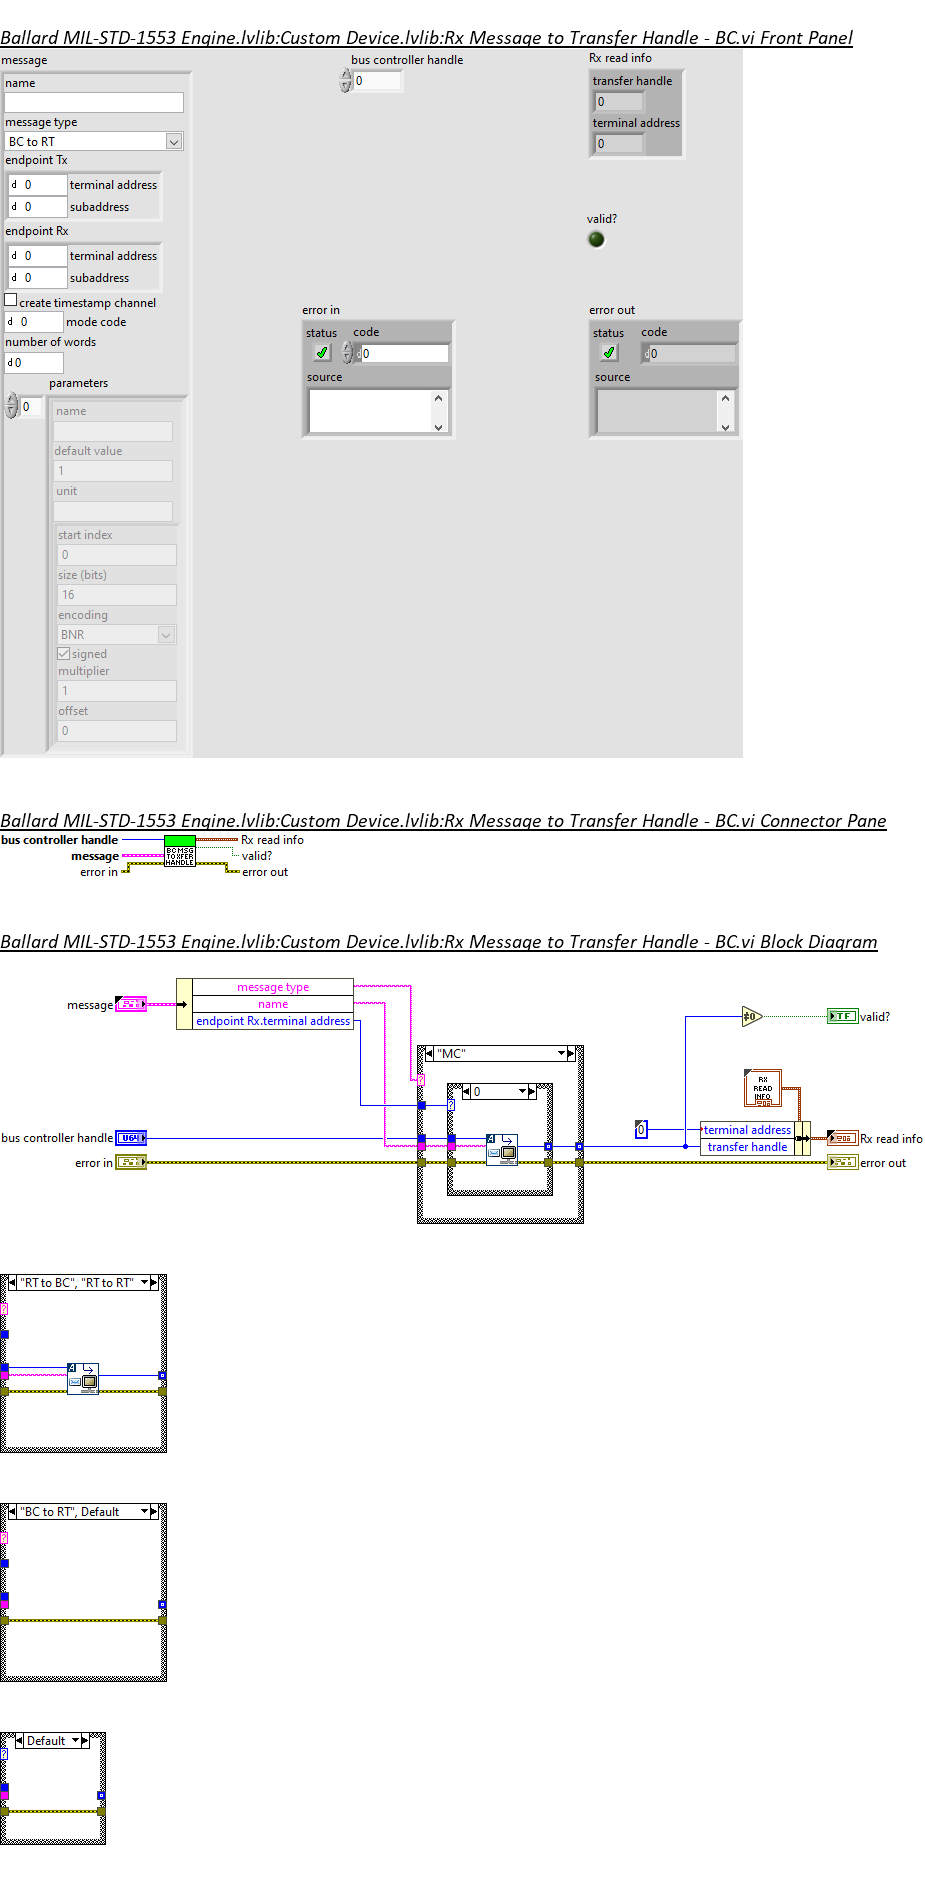 Ballard MIL-STD-1553 Engine.lvlib:Custom Device.lvlib:Rx Message to Transfer Handle - BC.vi Front Panel
message
name
message type
BC to RT
endpoint Tx
d 0 terminal address
d 0 subaddress
endpoint Rx
d 0 terminal address
d 0 subaddress
create timestamp channel
d 0 mode code
number of words
d 0
parameters
0
name
default value
1
unit
start index
0
size (bits)
16
encoding
BNR
signed
multiplier
1
offset
0
bus controller handle
0
error in
status code
d 0
source
Rx read info
transfer handle
0
terminal address
0
valid?
error out
status code
d 0
source
Ballard MIL-STD-1553 Engine.lvlib:Custom Device.lvlib:Rx Message to Transfer Handle - BC.vi Connector Pane
bus controller handle
message
error in
BC MSG
TO XFER
HANDLE
Rx read info
valid?
error out
Ballard MIL-STD-1553 Engine.lvlib:Custom Device.lvlib:Rx Message to Transfer Handle - BC.vi Block Diagram
message
message type
name
endpoint Rx.terminal address
bus controller handle
U64
error in
"MC"
?
0
?
A
≠0
TF
valid?
RX
READ
INFO
0
terminal address
transfer handle
Rx read info
error out
"RT to BC", "RT to RT"
?
A
"BC to RT", Default
?
Default
?